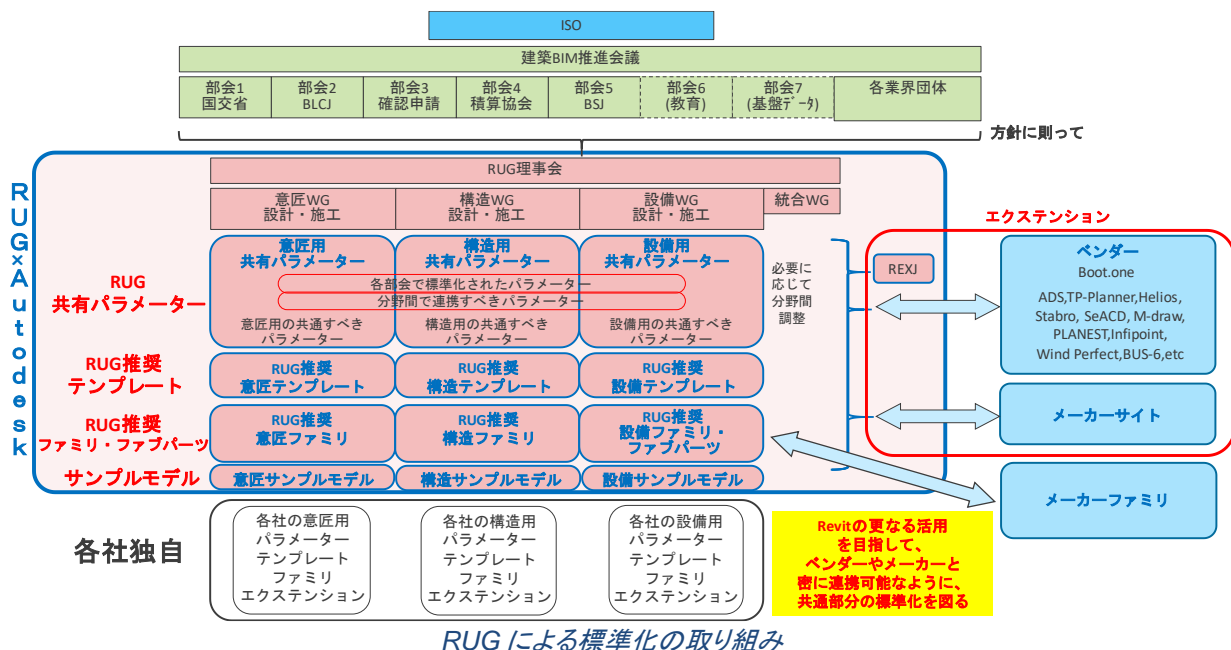 ISO
建築BIM推進会議
部会1
国交省
部会2
BLCJ
部会3
確認申請
部会4
積算協会
部会5
BSJ
部会6
(教育)
部会7
(基盤ﾃﾞｰﾀ)
各業界団体
方針に則って
RUG×Autodesk
RUG理事会
意匠WG
設計・施工
構造WG
設計・施工
設備WG
設計・施工
統合WG
エクステンション
RUG
共有パラメーター
意匠用
共有パラメーター
構造用
共有パラメーター
設備用
共有パラメーター
各部会で標準化されたパラメーター
分野間で連携すべきパラメーター
意匠用の共通すべき
パラメーター
構造用の共通すべき
パラメーター
設備用の共通すべき
パラメーター
必要に
応じて
分野間
調整
REXJ
ベンダー
Boot.one
ADS,TP-Planner,Helios,
Stabro, SeACD, M-draw,
PLANEST,Infipoint,
Wind Perfect,BUS-6,etc
RUG推奨
テンプレート
RUG推奨
意匠テンプレート
RUG推奨
構造テンプレート
RUG推奨
設備テンプレート
RUG推奨
ファミリ・ファブパーツ
RUG推奨
意匠ファミリ
RUG推奨
構造ファミリ
RUG推奨
設備ファミリ・
ファブパーツ
メーカーサイト
サンプルモデル
意匠サンプルモデル
構造サンプルモデル
設備サンプルモデル
メーカーファミリ
各社独自
各社の意匠用
パラメーター
テンプレート
ファミリ
エクステンション
各社の構造用
パラメーター
テンプレート
ファミリ
エクステンション
各社の設備用
パラメーター
テンプレート
ファミリ
エクステンション
Revitの更なる活用
を目指して、
ベンダーやメーカーと
密に連携可能なように、
共通部分の標準化を図る
RUG による標準化の取り組み